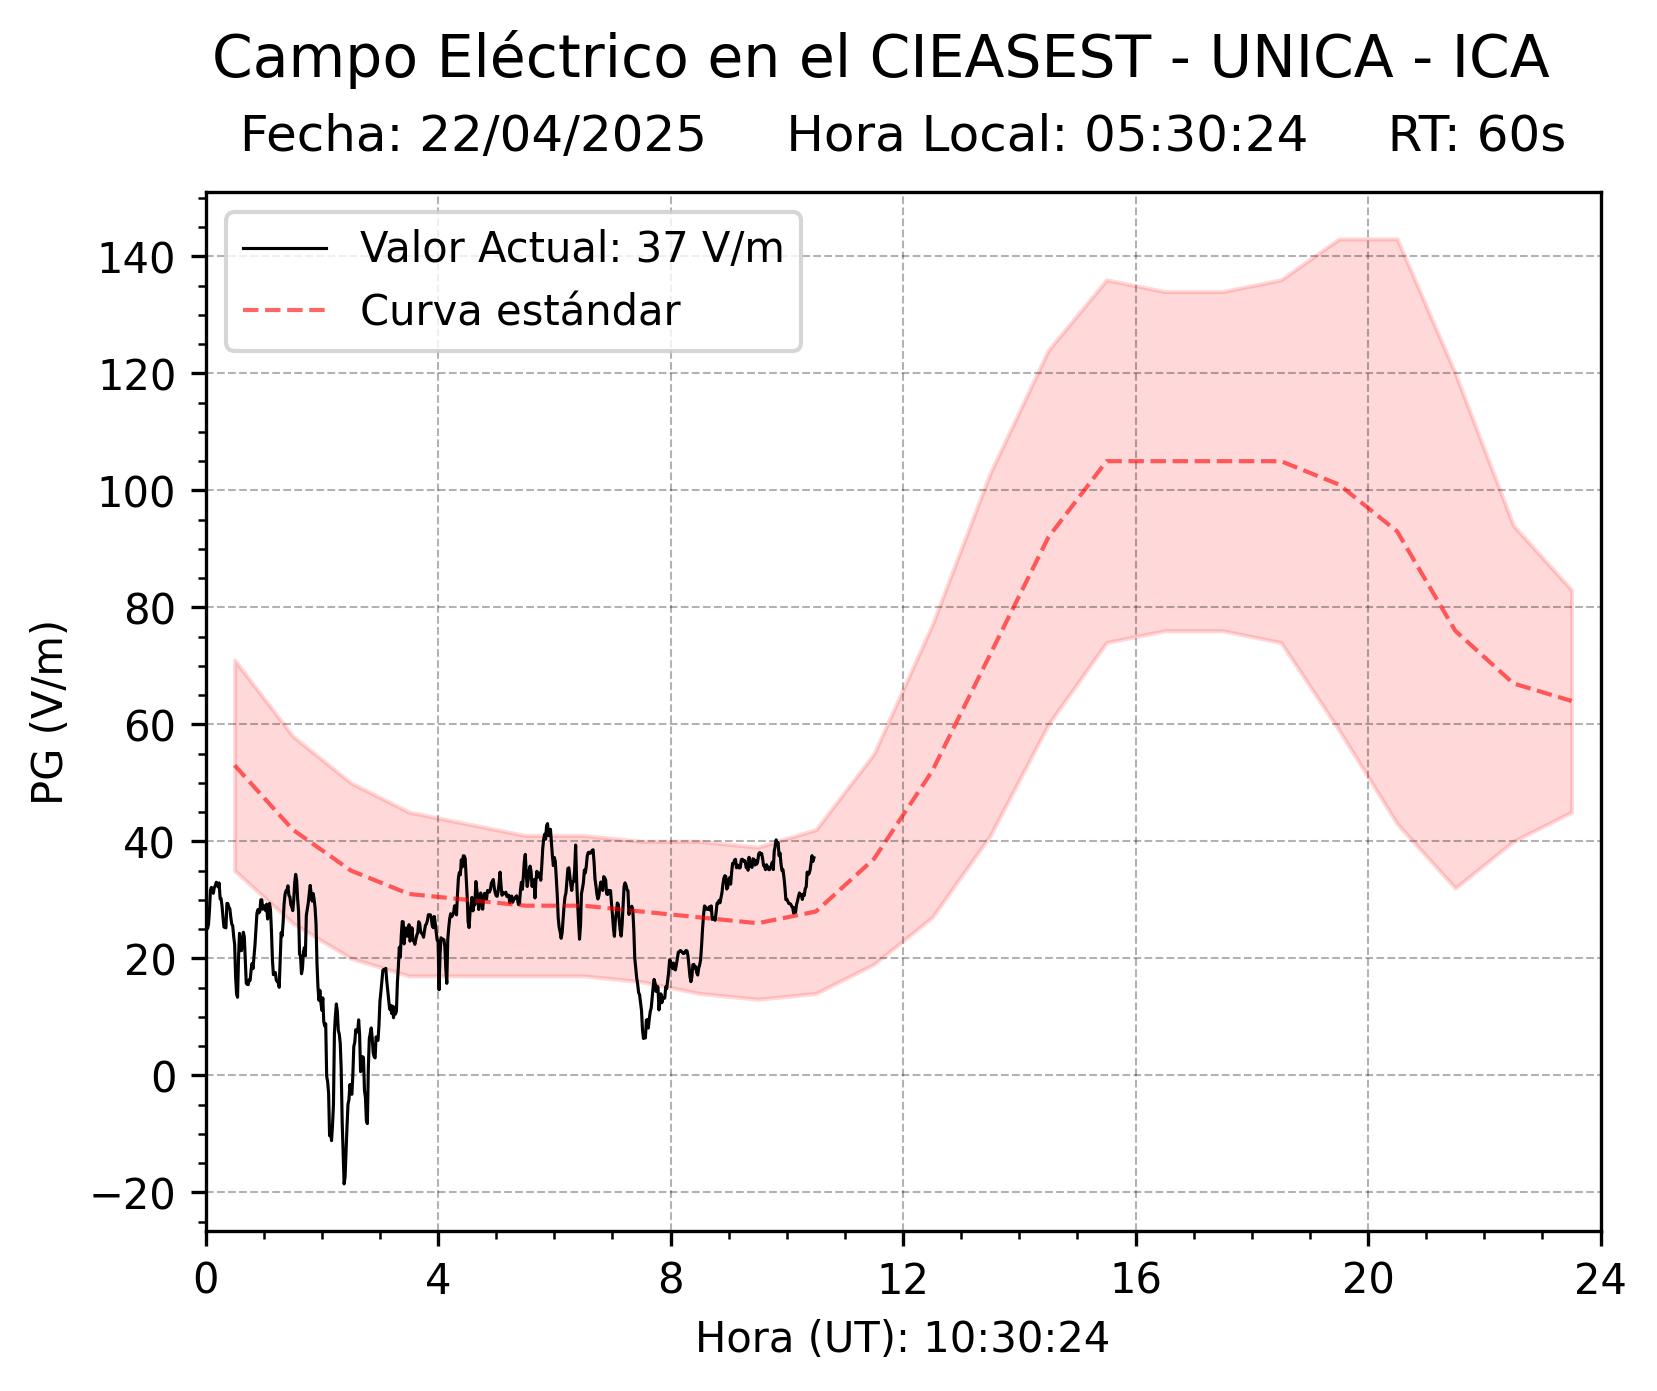 Campo Eléctrico en el CIEASEST - UNICA - ICA
Fecha: 22/04/2025 Hora Local: 05:30:24 RT: 60s
Valor Actual: 37 V/m
Curva estándar
PG (V/m)
140
120
100
80
60
40
20
0
−20
0 4 8 12 16 20 24
Hora (UT): 10:30:24